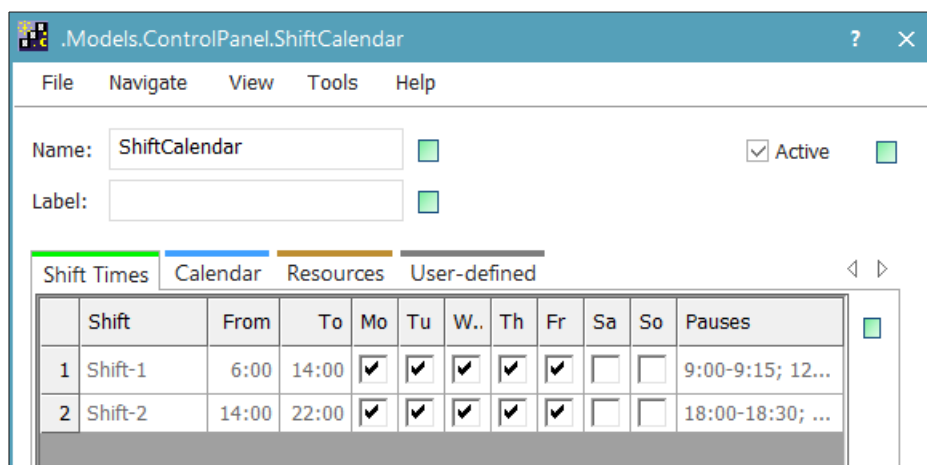 .Models.ControlPanel.ShiftCalendar ? ×
File Navigate View Tools Help
Name: ShiftCalendar Active
Label:
Shift Times Calendar Resources User-defined
Shift From To Mo Tu W.. Th Fr Sa So Pauses
1 Shift-1 6:00 14:00 9:00-9:15; 12...
2 Shift-2 14:00 22:00 18:00-18:30; ...